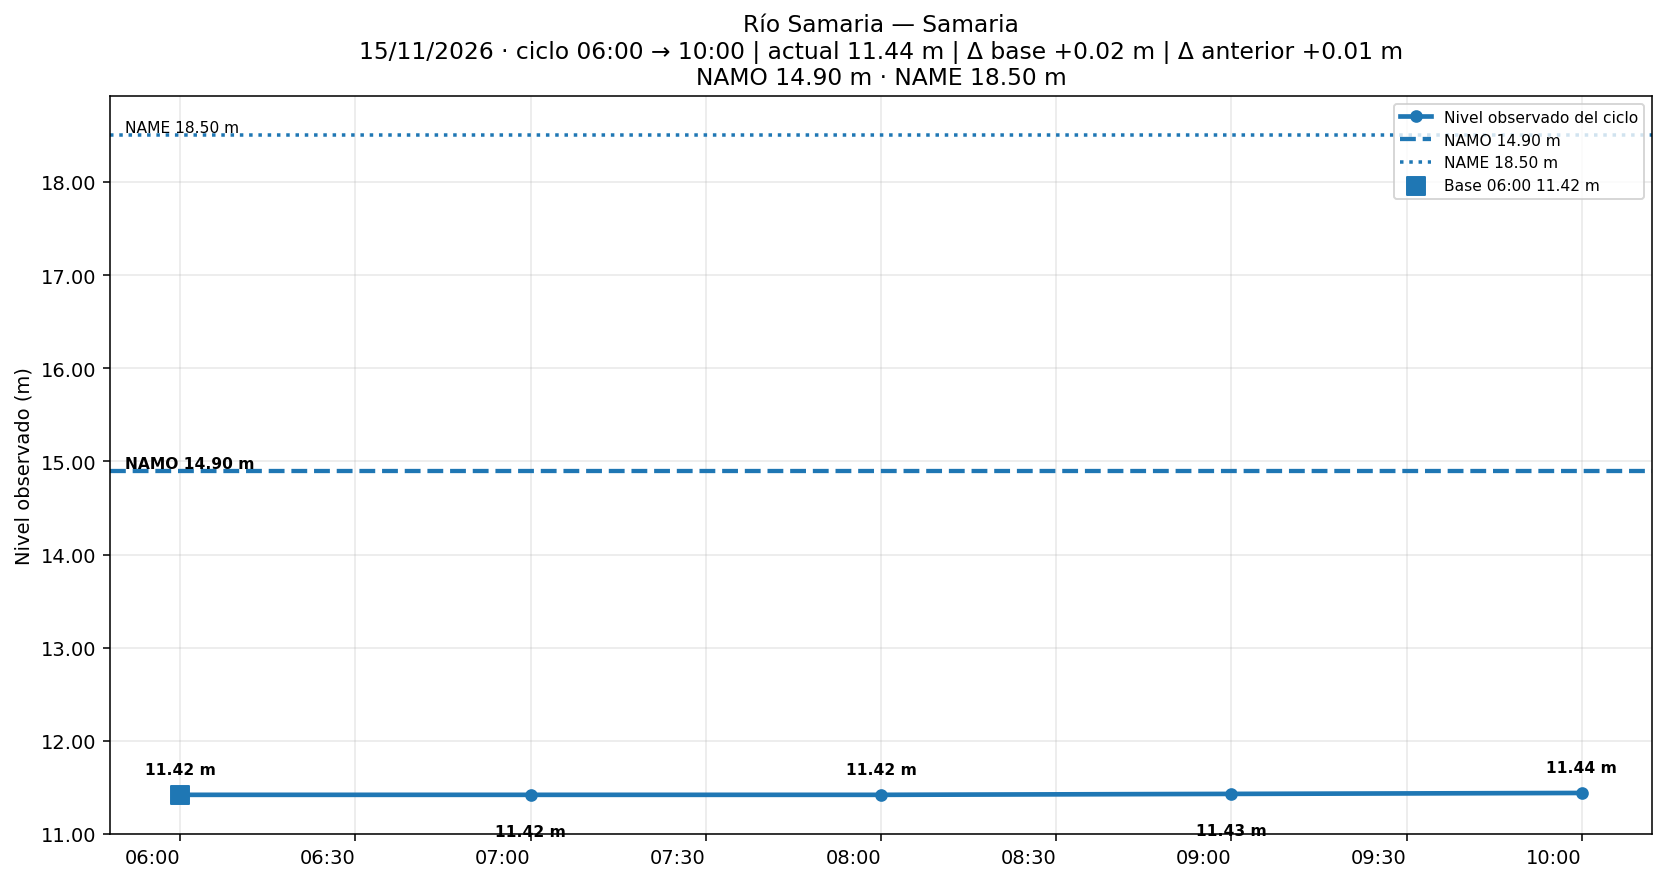 Río Samaria — Samaria
15/11/2026 · ciclo 06:00 → 10:00 | actual 11.44 m | Δ base +0.02 m | Δ anterior +0.01 m
NAMO 14.90 m · NAME 18.50 m
NAME 18.50 m
Nivel observado del ciclo
NAMO 14.90 m
NAME 18.50 m
Base 06:00 11.42 m
Nivel observado (m)
18.00
17.00
16.00
15.00
NAMO 14.90 m
14.00
13.00
12.00
11.42 m
11.42 m
11.44 m
11.42 m
11.43 m
11.00
06:00
06:30
07:00
07:30
08:00
08:30
09:00
09:30
10:00